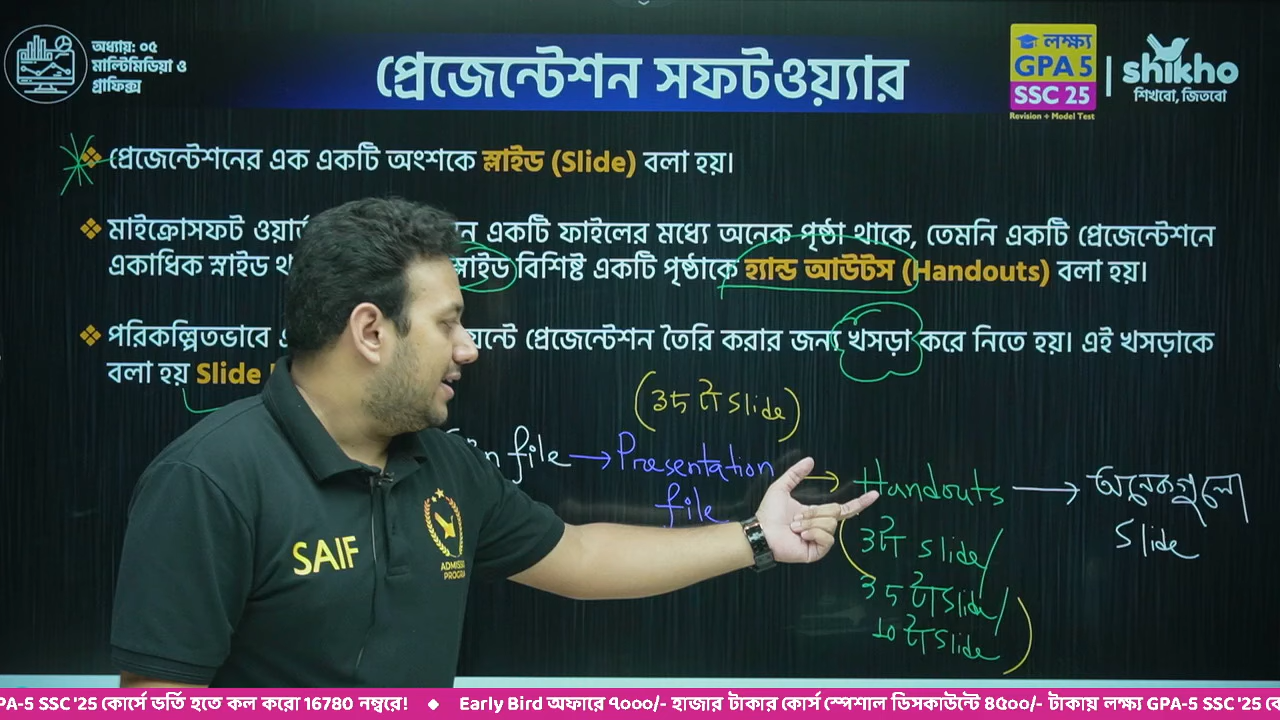 অধ্যায়: ০৫
মাল্টিমিডিয়া ও
গ্রাফিক্স
প্রেজেন্টেশন সফটওয়্যার
লক্ষ্য
GPA 5
SSC 25
Revision + Model Test
shikho
শিখবো, জিতবো
প্রেজেন্টেশনের এক একটি অংশকে স্লাইড (Slide) বলা হয়।
মাইক্রোসফট একটি ফাইলের মধ্যে অনেক পৃষ্ঠা থাকে, তেমনি একটি প্রেজেন্টেশনে
একাধিক স্লাইড বিশিষ্ট একটি পৃষ্ঠাকে হ্যান্ড আউটস (Handouts) বলা হয়।
পরিকল্পিতভাবে প্রেজেন্টেশন তৈরি করার জন্য খসড়া করে নিতে হয়। এই খসড়াকে
বলা হয় Slide
(35 টা Slide)
file → Presentation → Handouts → অনেকগুলো
file Slide
3টা slide/
35 টা Slide/
10 টা Slide
SAIF
ADMISSION
PROGRAM
PA-5 SSC '25 কোর্সে ভর্তি হতে কল করো 16780 নম্বরে! ◆ Early Bird অফারে ৭০০০/- হাজার টাকার কোর্স স্পেশাল ডিসকাউন্টে ৪৫০০/- টাকায় লক্ষ্য GPA-5 SSC '25